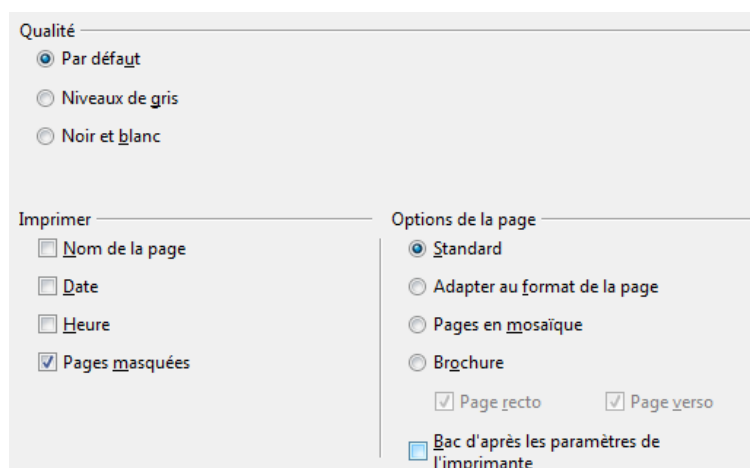 Qualité
Par défaut
Niveaux de gris
Noir et blanc
Imprimer
Nom de la page
Date
Heure
Pages masquées
Options de la page
Standard
Adapter au format de la page
Pages en mosaïque
Brochure
Page recto Page verso
Bac d'après les paramètres de
l'imprimante